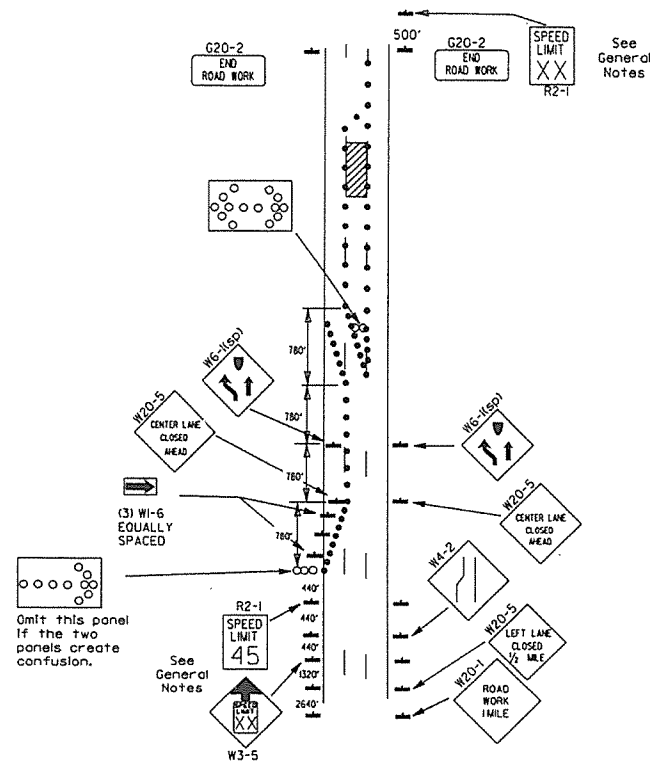 500'
G20-2
END
ROAD WORK
G20-2
END
ROAD WORK
SPEED
LIMIT
XX
R2-1
See
General
Notes
780'
W6-1(sp)
780'
W20-5
CENTER LANE
CLOSED
AHEAD
780'
(3) W1-6
EQUALLY
SPACED
780'
W6-1(sp)
W20-5
CENTER LANE
CLOSED
AHEAD
Omit this panel
if the two
panels create
confusion.
440'
R2-1
SPEED
LIMIT
45
440'
440'
See
General
Notes
SPEED
LIMIT
XX
W3-5
1320'
2640'
W4-2
W20-5
LEFT LANE
CLOSED
1/2 MILE
W20-1
ROAD
WORK
1 MILE